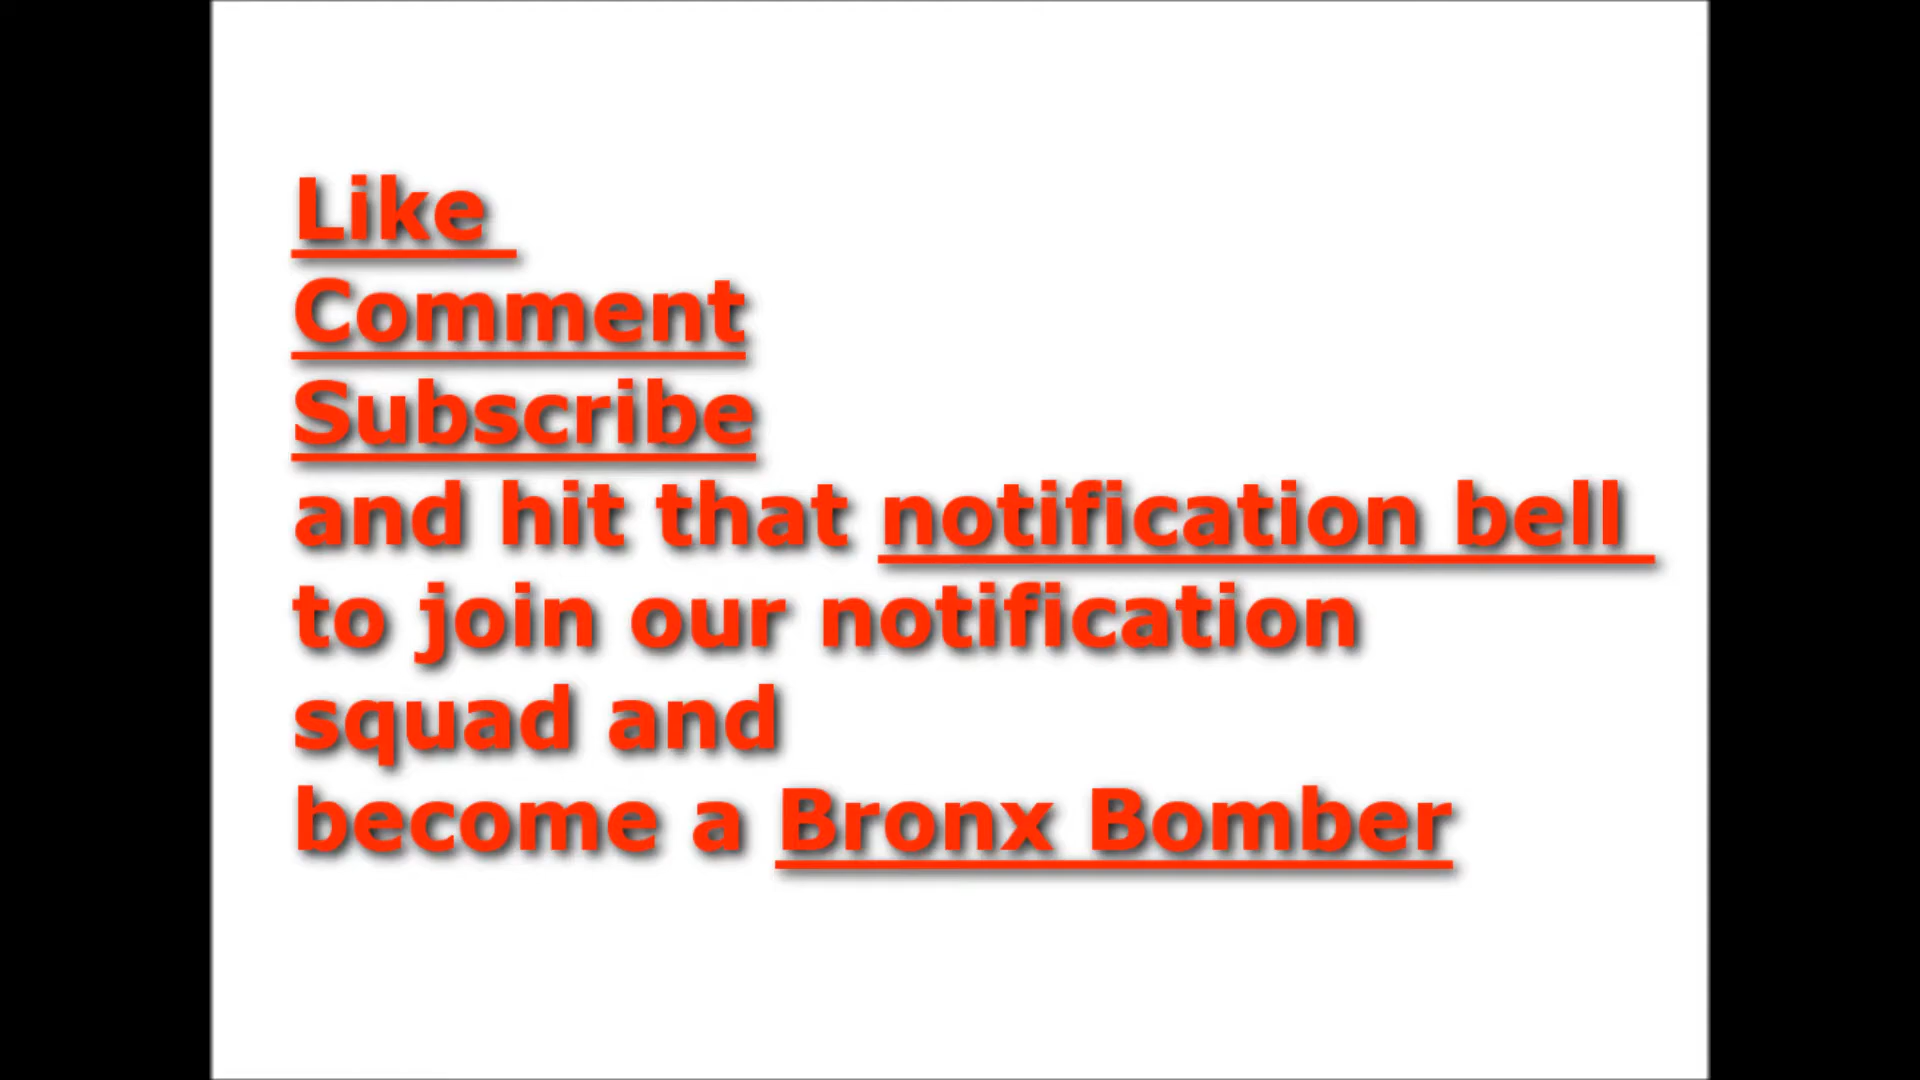 Like
Comment
Subscribe
and hit that notification bell
to join our notification
squad and
become a Bronx Bomber